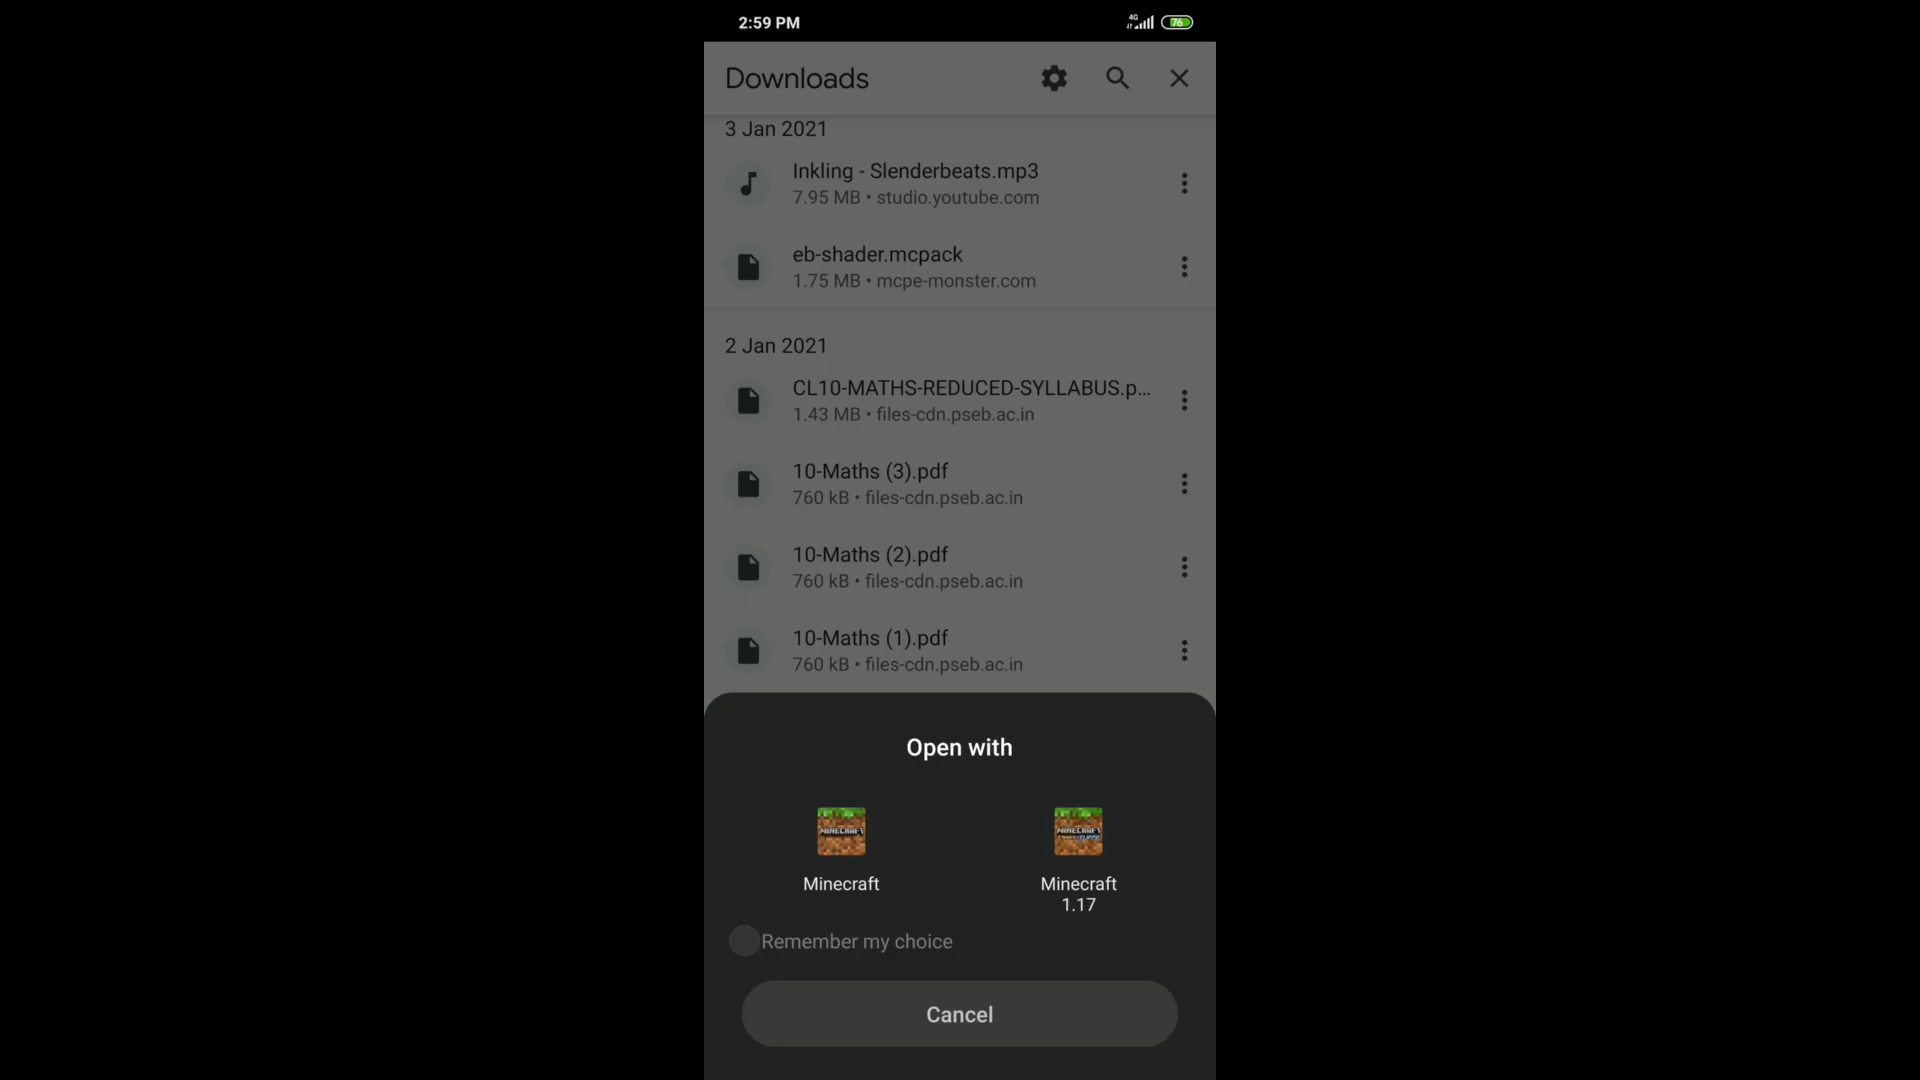 2:59 PM
4G
76
Downloads
3 Jan 2021
Inkling - Slenderbeats.mp3
7.95 MB • studio.youtube.com
eb-shader.mcpack
1.75 MB • mcpe-monster.com
2 Jan 2021
CL10-MATHS-REDUCED-SYLLABUS.p...
1.43 MB • files-cdn.pseb.ac.in
10-Maths (3).pdf
760 kB • files-cdn.pseb.ac.in
10-Maths (2).pdf
760 kB • files-cdn.pseb.ac.in
10-Maths (1).pdf
760 kB • files-cdn.pseb.ac.in
Open with
MINECRAFT
MINECRAFT
Minecraft
Minecraft
1.17
Remember my choice
Cancel